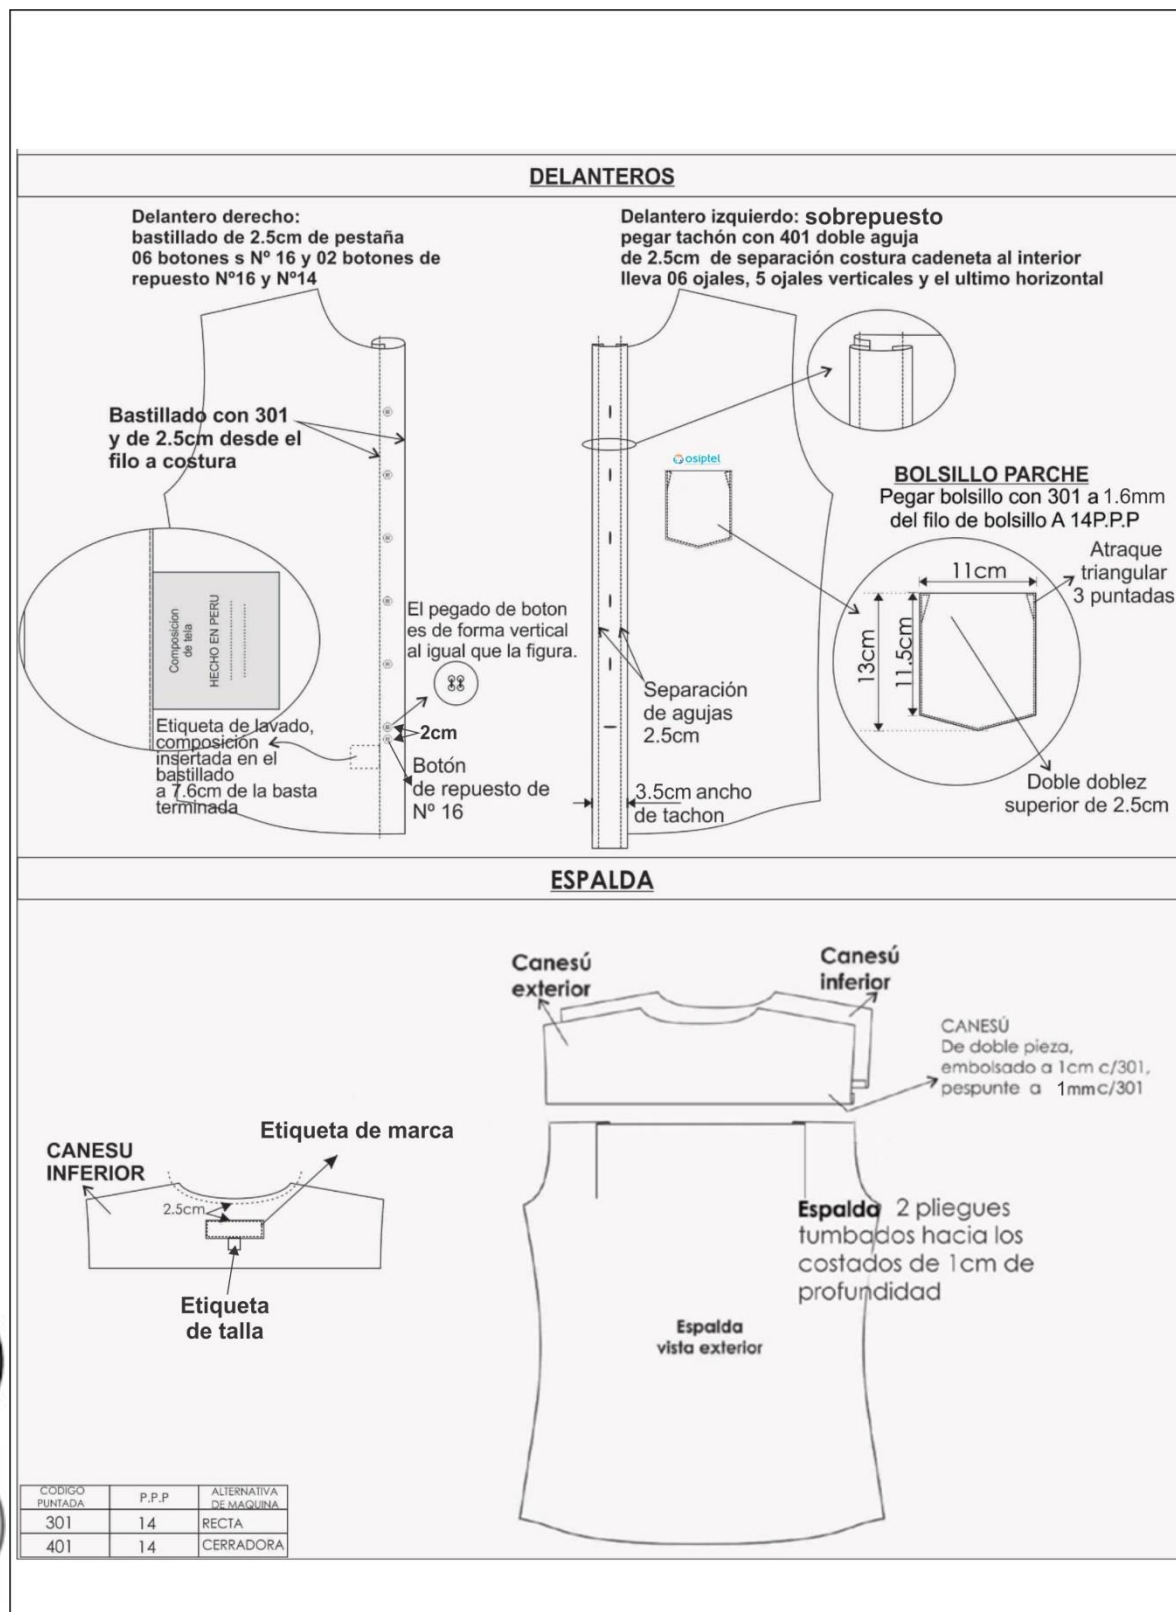 DELANTEROS
Delantero derecho:
bastillado de 2.5cm de pestaña
06 botones s Nº 16 y 02 botones de
repuesto Nº16 y Nº14
Delantero izquierdo: sobrepuesto
pegar tachón con 401 doble aguja
de 2.5cm de separación costura cadeneta al interior
lleva 06 ojales, 5 ojales verticales y el ultimo horizontal
Bastillado con 301
y de 2.5cm desde el
filo a costura
osiptel
BOLSILLO PARCHE
Pegar bolsillo con 301 a 1.6mm
del filo de bolsillo A 14P.P.P
Atraque
triangular
3 puntadas
11cm
13cm
11.5cm
Doble doblez
superior de 2.5cm
Composicion
de tela
HECHO EN PERU
El pegado de boton
es de forma vertical
al igual que la figura.
Etiqueta de lavado,
composición
insertada en el
bastillado
a 7.6cm de la basta
terminada
2cm
Botón
de repuesto de
Nº 16
Separación
de agujas
2.5cm
3.5cm ancho
de tachon
ESPALDA
Canesú
exterior
Canesú
inferior
CANESÚ
De doble pieza,
embolsado a 1cm c/301,
pespunte a 1mm c/301
CANESU
INFERIOR
Etiqueta de marca
2.5cm
Etiqueta
de talla
Espalda 2 pliegues
tumbados hacia los
costados de 1cm de
profundidad
Espalda
vista exterior
CODIGO PUNTADA P.P.P ALTERNATIVA DE MAQUINA
301 14 RECTA
401 14 CERRADORA